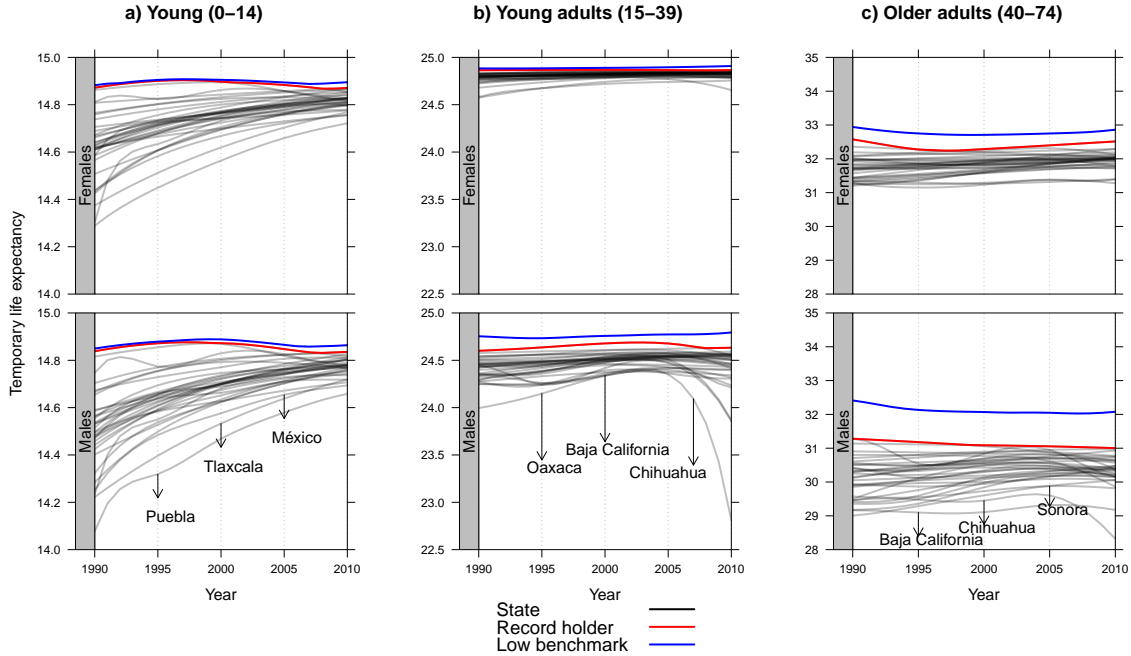 a) Young (0−14)
b) Young adults (15−39)
c) Older adults (40−74)
Temporary life expectancy
Females
15.0
14.8
14.6
14.4
14.2
14.0
Females
25.0
24.5
24.0
23.5
23.0
22.5
Females
35
34
33
32
31
30
29
28
Males
15.0
14.8
14.6
14.4
14.2
14.0
Puebla
Tlaxcala
México
Males
25.0
24.5
24.0
23.5
23.0
22.5
Oaxaca
Baja California
Chihuahua
Males
35
34
33
32
31
30
29
28
Baja California
Chihuahua
Sonora
1990 1995 2000 2005 2010
1990 1995 2000 2005 2010
1990 1995 2000 2005 2010
Year
Year
Year
State
Record holder
Low benchmark